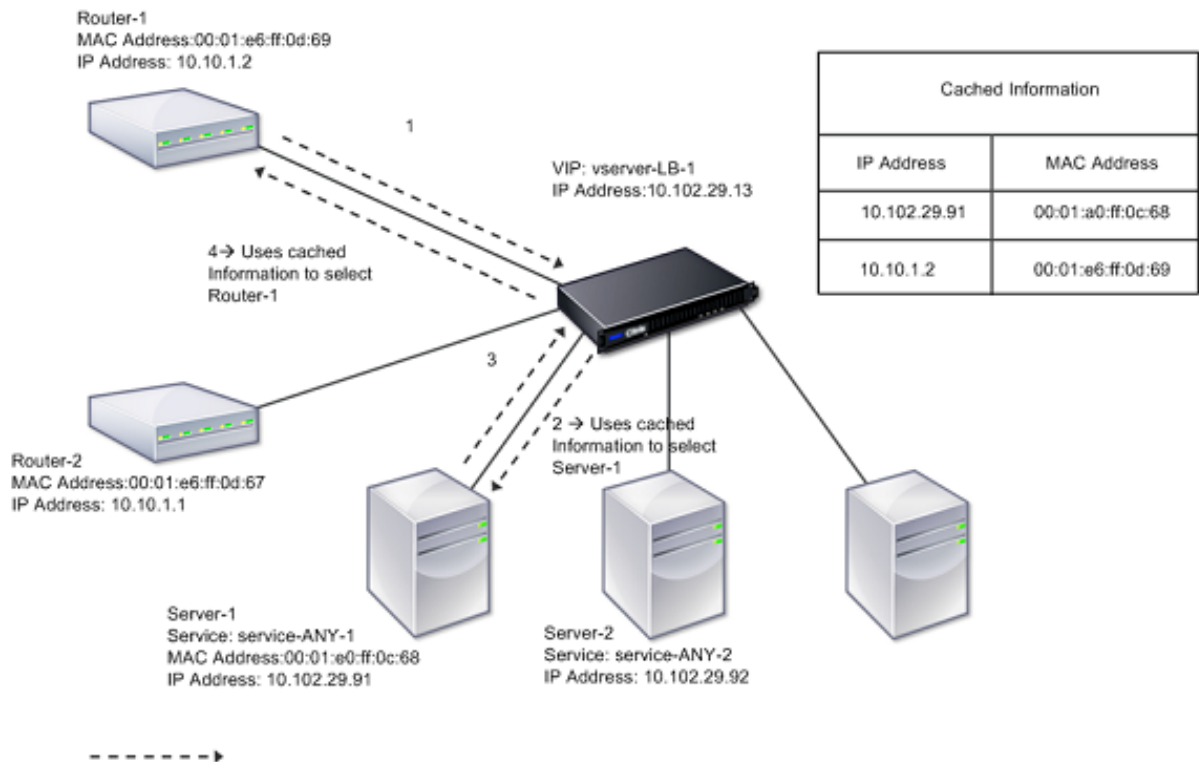 Router-1
MAC Address:00:01:e6:ff:0d:69
IP Address: 10.10.1.2
1
VIP: vserver-LB-1
IP Address:10.102.29.13
Cached Information
IP Address MAC Address
10.102.29.91 00:01:a0:ff:0c:68
10.10.1.2 00:01:e6:ff:0d:69
4→ Uses cached
Information to select
Router-1
3
2 → Uses cached
Information to select
Server-1
Router-2
MAC Address:00:01:e6:ff:0d:67
IP Address: 10.10.1.1
Server-1
Service: service-ANY-1
MAC Address:00:01:e0:ff:0c:68
IP Address: 10.102.29.91
Server-2
Service: service-ANY-2
IP Address: 10.102.29.92